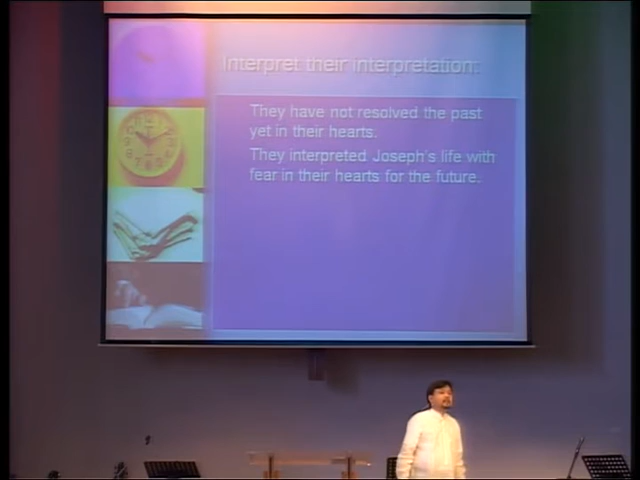 Interpret their interpretation:
They have not resolved the past
yet in their hearts.
They interpreted Joseph's life with
fear in their hearts for the future.